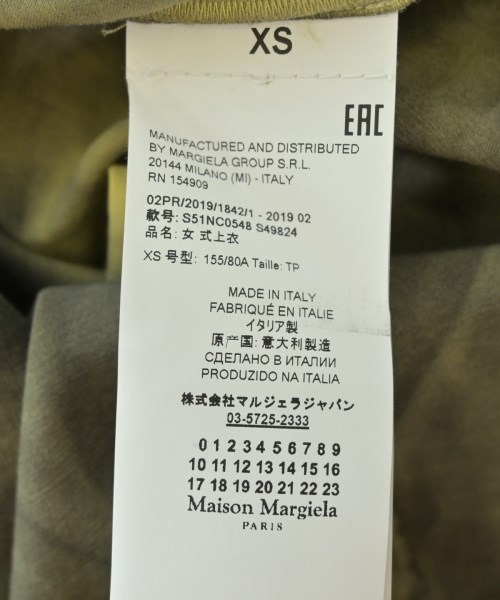 XS
EAC
MANUFACTURED AND DISTRIBUTED
BY MARGIELA GROUP S.R.L.
20144 MILANO (MI) - ITALY
RN 154909
02PR/2019/1842/1 - 2019 02
款号: S51NC0548 S49824
品名: 女 式上衣
XS 号型: 155/80A Taille: TP
MADE IN ITALY
FABRIQUÉ EN ITALIE
イタリア製
原产国: 意大利製造
СДЕЛАНО В ИТАЛИИ
PRODUZIDO NA ITALIA
株式会社マルジェラジャパン
03-5725-2333
0 1 2 3 4 5 6 7 8 9
10 11 12 13 14 15 16
17 18 19 20 21 22 23
Maison Margiela
PARIS